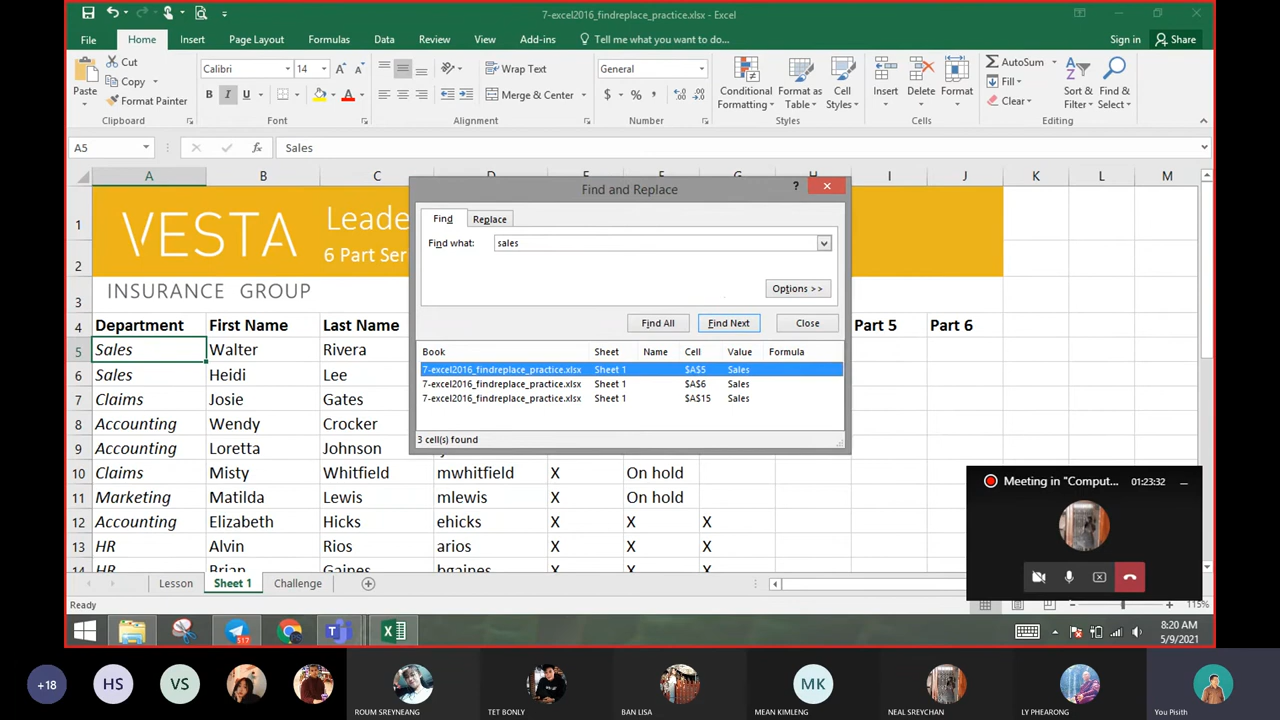 7-excel2016_findreplace_practice.xlsx - Excel
File Home Insert Page Layout Formulas Data Review View Add-ins Tell me what you want to do... Sign in Share
Paste Cut Copy Format Painter Clipboard
Calibri 14 B I U A Font
Wrap Text Merge & Center Alignment
General $ % , Number
Conditional Formatting Format as Table Cell Styles Styles
Insert Delete Format Cells
AutoSum Fill Clear Sort & Filter Find & Select Editing
A5 fx Sales
A B C D E F G H I J K L M
1 VESTA Leade
2 6 Part Ser
3 INSURANCE GROUP
4 Department First Name Last Name Part 5 Part 6
5 Sales Walter Rivera
6 Sales Heidi Lee
7 Claims Josie Gates
8 Accounting Wendy Crocker
9 Accounting Loretta Johnson
10 Claims Misty Whitfield mwhitfield X On hold
11 Marketing Matilda Lewis mlewis X On hold
12 Accounting Elizabeth Hicks ehicks X X X
13 HR Alvin Rios arios X X X
14 HR Brian Gaines bgaines X X X
Find and Replace ?
Find Replace
Find what: sales
Options >>
Find All Find Next Close
Book Sheet Name Cell Value Formula
7-excel2016_findreplace_practice.xlsx Sheet 1 $A$5 Sales
7-excel2016_findreplace_practice.xlsx Sheet 1 $A$6 Sales
7-excel2016_findreplace_practice.xlsx Sheet 1 $A$15 Sales
3 cell(s) found
Meeting in "Comput... 01:23:32
Lesson Sheet 1 Challenge
Ready 115%
517
8:20 AM
5/9/2021
+18 HS VS MK
ROUM SREYNEANG TET BONLY BAN LISA MEAN KIMLENG NEAL SREYCHAN LY PHEARONG You Pisith